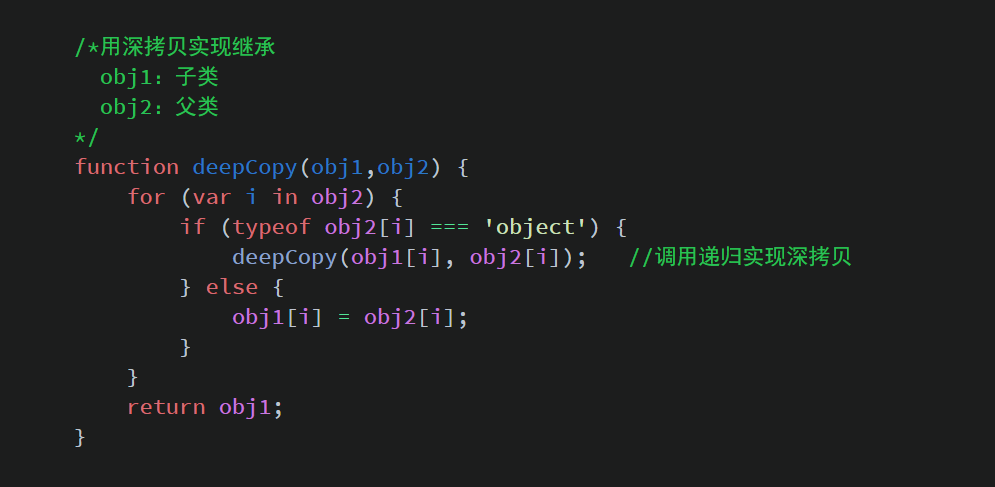 /*用深拷贝实现继承
  obj1：子类
  obj2：父类
*/
function deepCopy(obj1,obj2) {
    for (var i in obj2) {
        if (typeof obj2[i] === 'object') {
            deepCopy(obj1[i], obj2[i]);   //调用递归实现深拷贝
        } else {
            obj1[i] = obj2[i];
        }
    }
    return obj1;
}